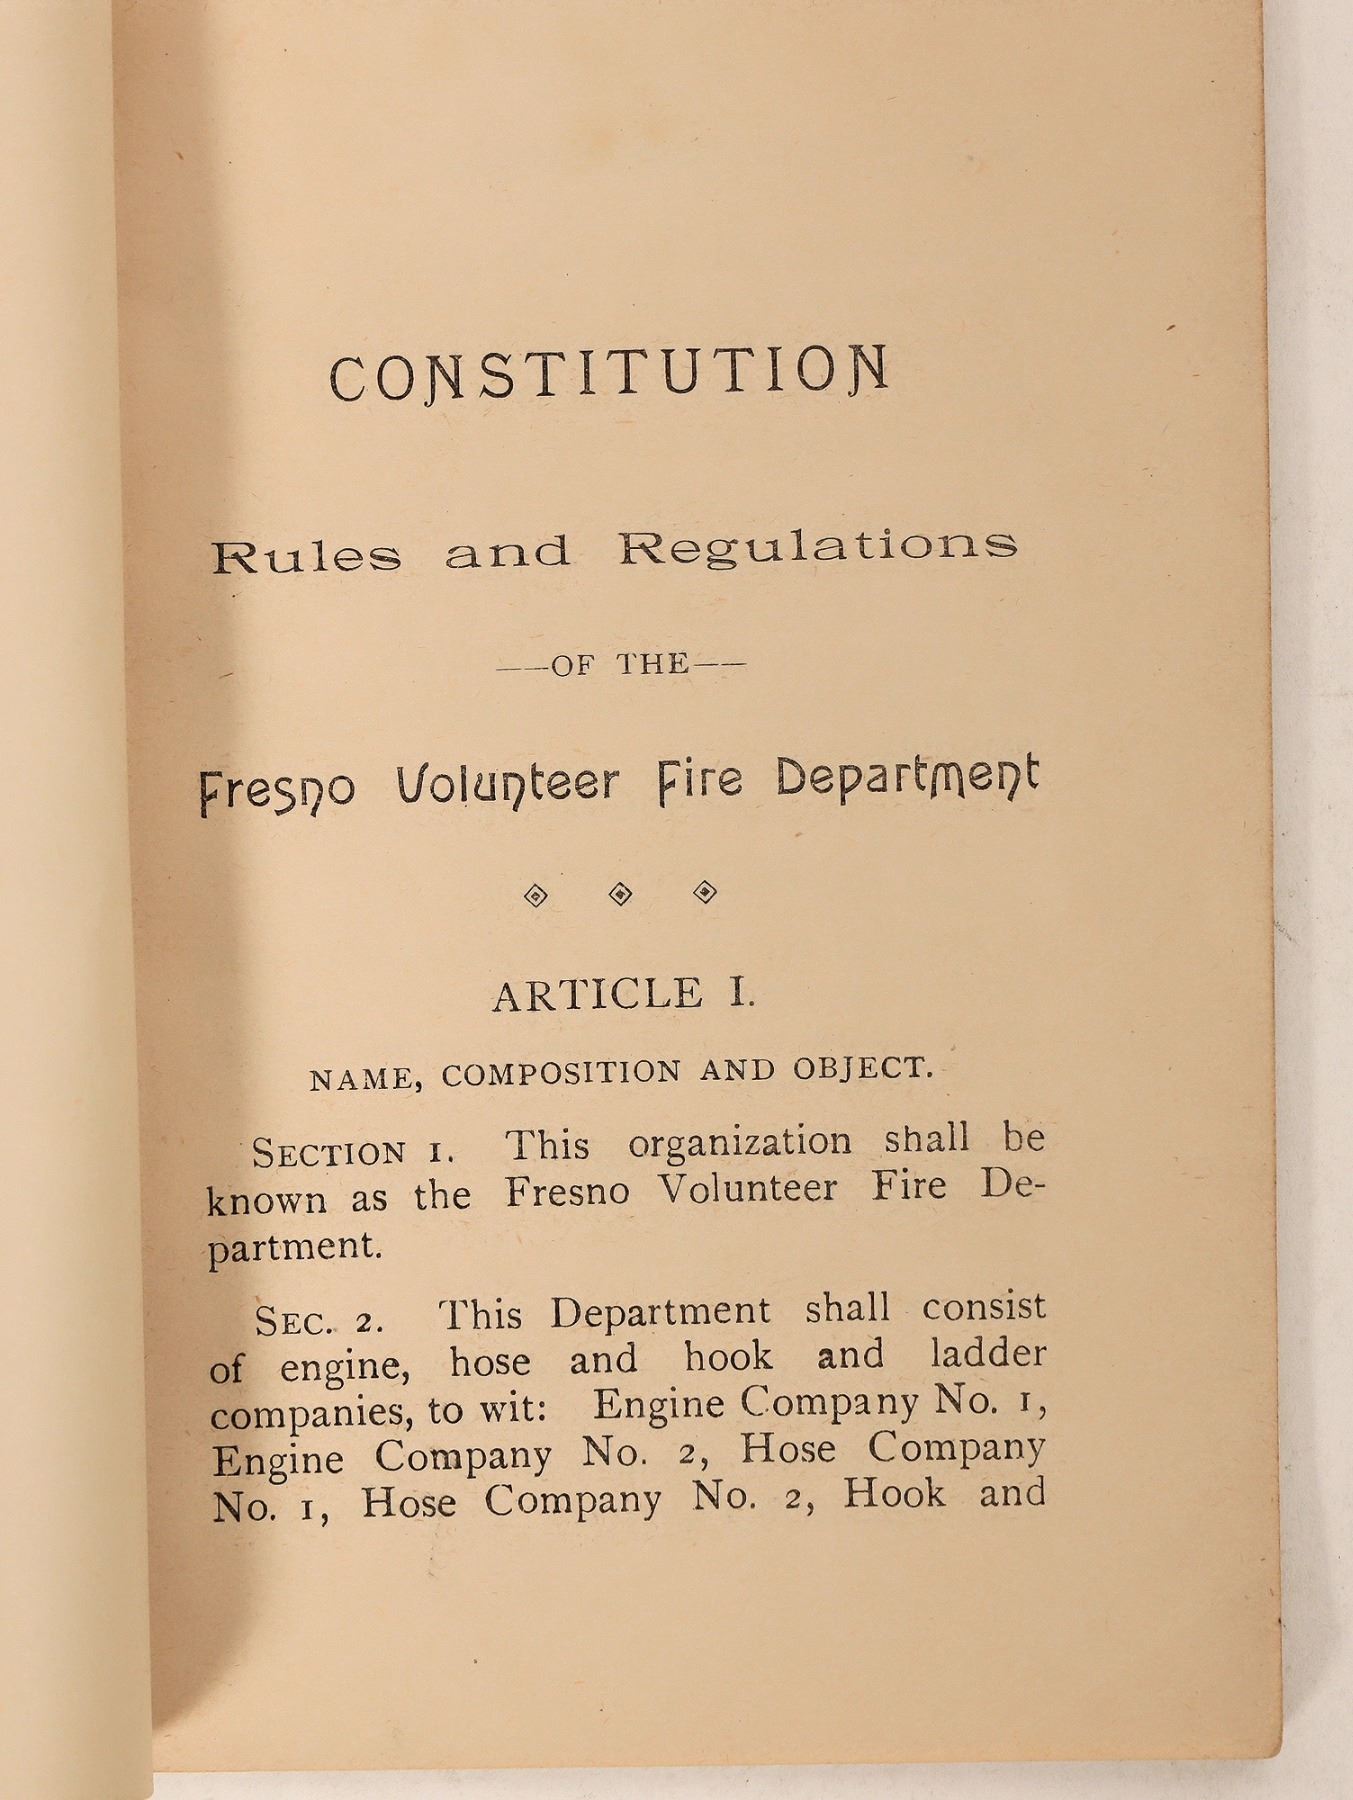 CONSTITUTION
Rules and Regulations
——OF THE——
Fresno Volunteer Fire Department
ARTICLE I.
NAME, COMPOSITION AND OBJECT.
SECTION 1. This organization shall be
known as the Fresno Volunteer Fire De-
partment.
SEC. 2. This Department shall consist
of engine, hose and hook and ladder
companies, to wit: Engine Company No. 1,
Engine Company No. 2, Hose Company
No. 1, Hose Company No. 2, Hook and